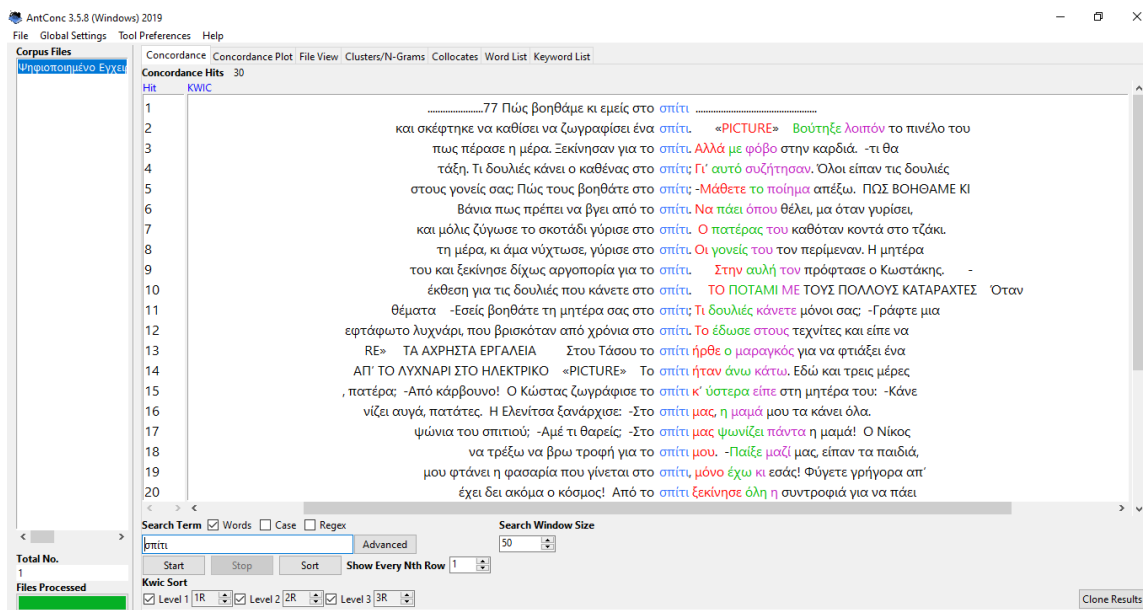 AntConc 3.5.8 (Windows) 2019
File Global Settings Tool Preferences Help
Corpus Files
Ψηφιοποιημένο Εγχει
Concordance Concordance Plot File View Clusters/N-Grams Collocates Word List Keyword List
Concordance Hits 30
Hit KWIC
1 ......................77 Πώς βοηθάμε κι εμείς στο σπίτι ................................................
2 και σκέφτηκε να καθίσει να ζωγραφίσει ένα σπίτι. «PICTURE» Βούτηξε λοιπόν το πινέλο του
3 πως πέρασε η μέρα. Ξεκίνησαν για το σπίτι. Αλλά με φόβο στην καρδιά. -τι θα
4 τάξη. Τι δουλιές κάνει ο καθένας στο σπίτι; Γι' αυτό συζήτησαν. Όλοι είπαν τις δουλιές
5 στους γονείς σας; Πώς τους βοηθάτε στο σπίτι; -Μάθετε το ποίημα απέξω. ΠΩΣ ΒΟΗΘΑΜΕ ΚΙ
6 Βάνια πως πρέπει να βγει από το σπίτι. Να πάει όπου θέλει, μα όταν γυρίσει,
7 και μόλις ζύγωσε το σκοτάδι γύρισε στο σπίτι. Ο πατέρας του καθόταν κοντά στο τζάκι.
8 τη μέρα, κι άμα νύχτωσε, γύρισε στο σπίτι. Οι γονείς του τον περίμεναν. Η μητέρα
9 του και ξεκίνησε δίχως αργοπορία για το σπίτι. Στην αυλή τον πρόφτασε ο Κωστάκης. -
10 έκθεση για τις δουλιές που κάνετε στο σπίτι. ΤΟ ΠΟΤΑΜΙ ΜΕ ΤΟΥΣ ΠΟΛΛΟΥΣ ΚΑΤΑΡΑΧΤΕΣ Όταν
11 θέματα -Εσείς βοηθάτε τη μητέρα σας στο σπίτι; Τι δουλιές κάνετε μόνοι σας; -Γράφτε μια
12 εφτάφωτο λυχνάρι, που βρισκόταν από χρόνια στο σπίτι. Το έδωσε στους τεχνίτες και είπε να
13 RE» ΤΑ ΑΧΡΗΣΤΑ ΕΡΓΑΛΕΙΑ Στου Τάσου το σπίτι ήρθε ο μαραγκός για να φτιάξει ένα
14 ΑΠ' ΤΟ ΛΥΧΝΑΡΙ ΣΤΟ ΗΛΕΚΤΡΙΚΟ «PICTURE» Το σπίτι ήταν άνω κάτω. Εδώ και τρεις μέρες
15 , πατέρα; -Από κάρβουνο! Ο Κώστας ζωγράφισε το σπίτι κ' ύστερα είπε στη μητέρα του: -Κάνε
16 νίζει αυγά, πατάτες. Η Ελενίτσα ξανάρχισε: -Στο σπίτι μας, η μαμά μου τα κάνει όλα.
17 ψώνια του σπιτιού; -Αμέ τι θαρείς; -Στο σπίτι μας ψωνίζει πάντα η μαμά! Ο Νίκος
18 να τρέξω να βρω τροφή για το σπίτι μου. -Παίξε μαζί μας, είπαν τα παιδιά,
19 μου φτάνει η φασαρία που γίνεται στο σπίτι, μόνο έχω κι εσάς! Φύγετε γρήγορα απ'
20 έχει δει ακόμα ο κόσμος! Από το σπίτι ξεκίνησε όλη η συντροφιά για να πάει
Search Term Words Case Regex Search Window Size
σπίτι Advanced 50
Total No.
1
Start Stop Sort Show Every Nth Row 1
Files Processed
Kwic Sort
Level 1 1R Level 2 2R Level 3 3R Clone Results